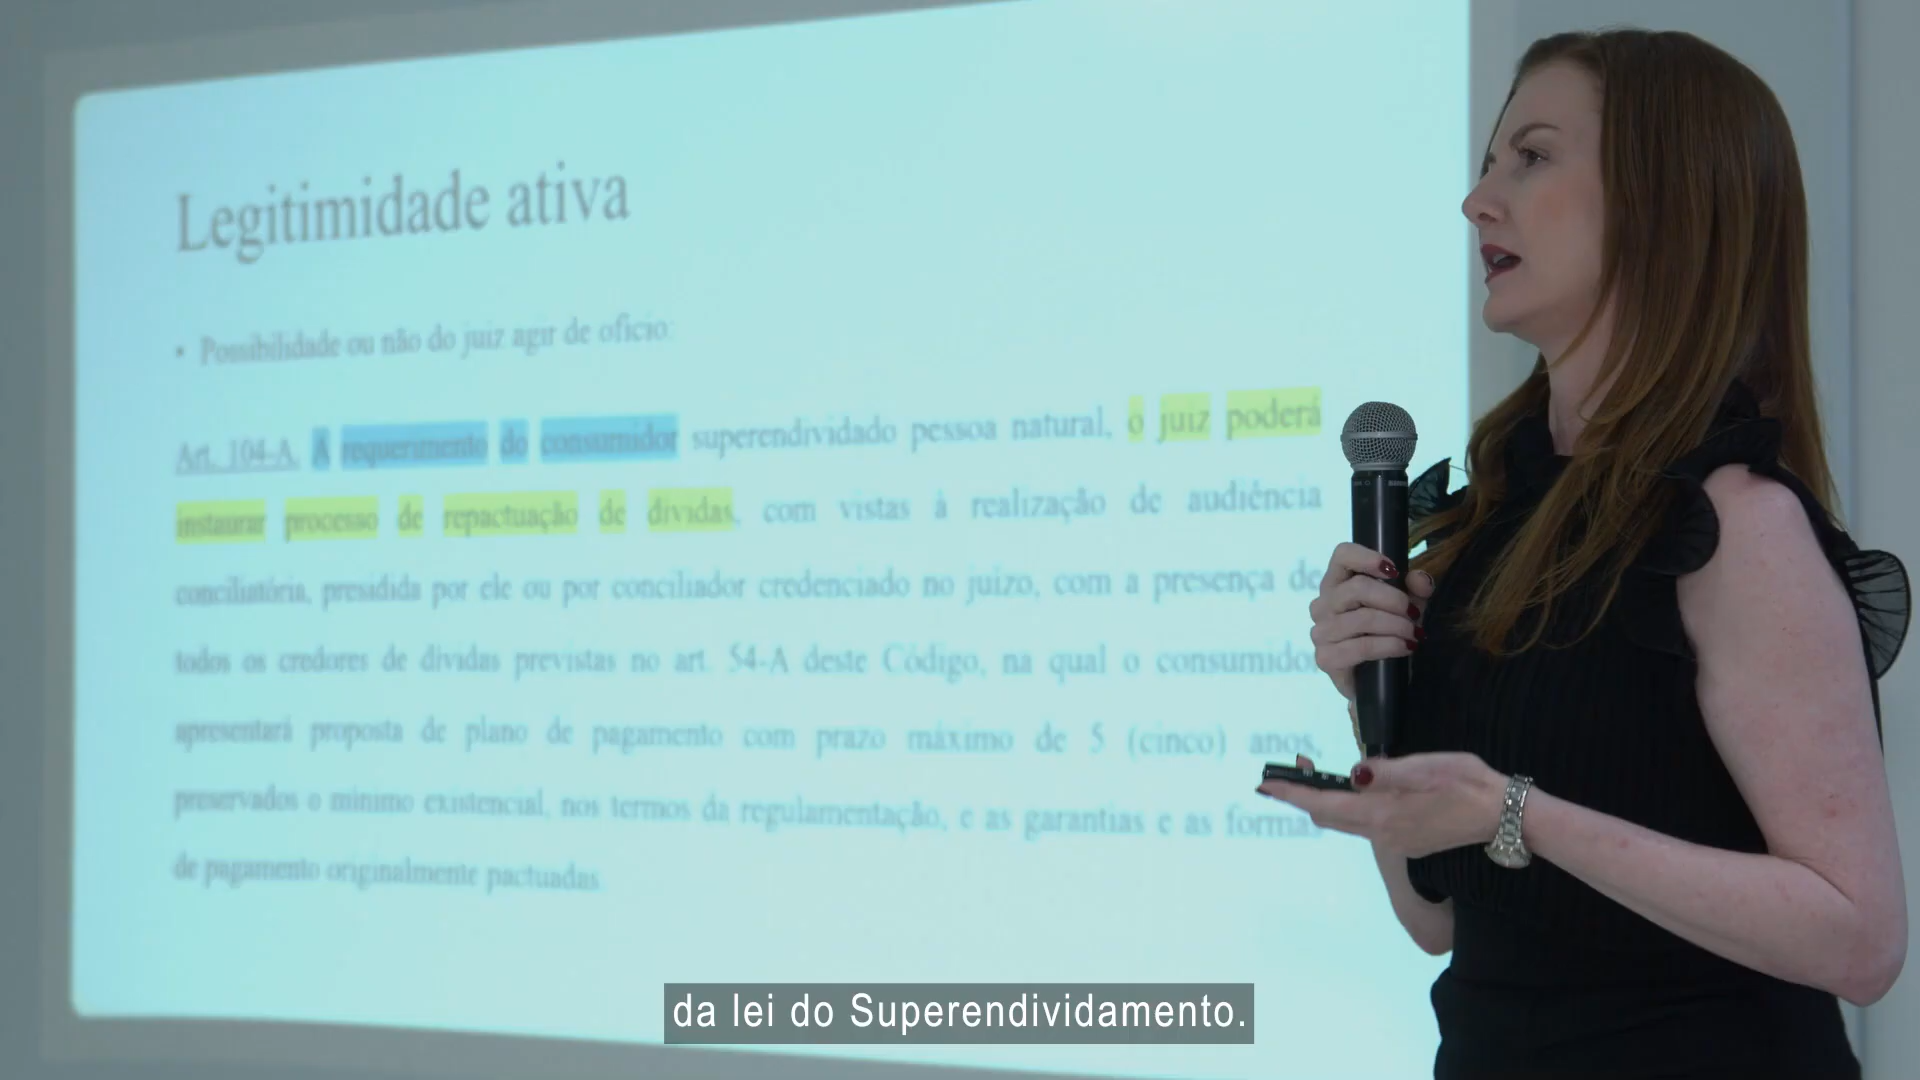 Legitimidade ativa
• Possibilidade ou não do juiz agir de ofício:
Art. 104-A. A requerimento do consumidor superendividado pessoa natural, o juiz poderá
instaurar processo de repactuação de dívidas, com vistas à realização de audiência
conciliatória, presidida por ele ou por conciliador credenciado no juízo, com a presença de
todos os credores de dívidas previstas no art. 54-A deste Código, na qual o consumidor
apresentará proposta de plano de pagamento com prazo máximo de 5 (cinco) anos,
preservados o mínimo existencial, nos termos da regulamentação, e as garantias e as formas
de pagamento originalmente pactuadas.
da lei do Superendividamento.